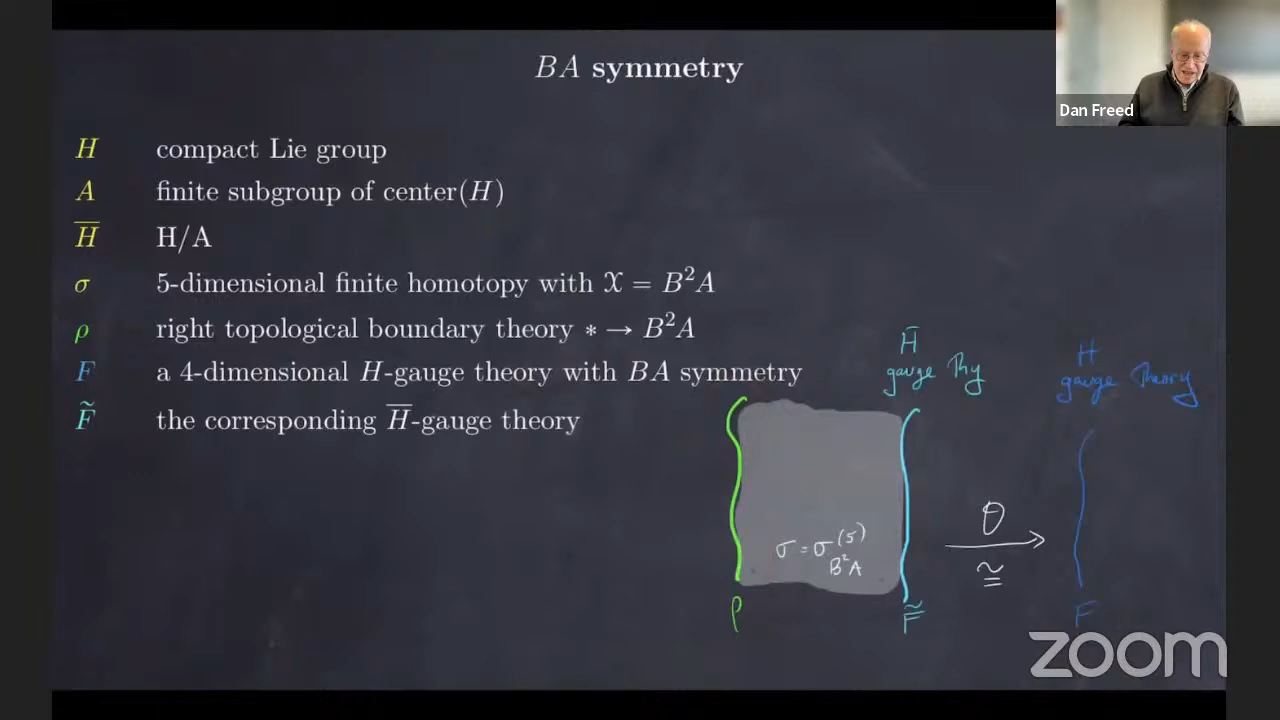 BA symmetry
Dan Freed
H compact Lie group
A finite subgroup of center(H)
H̅ H/A
σ 5-dimensional finite homotopy with 𝒳 = B²A
ρ right topological boundary theory * → B²A
F a 4-dimensional H-gauge theory with BA symmetry
F̃ the corresponding H̅-gauge theory
H̅
gauge Thy
H
gauge Theory
σ = σ^(5)_B²A
θ
≅
ρ
F̃
F
zoom